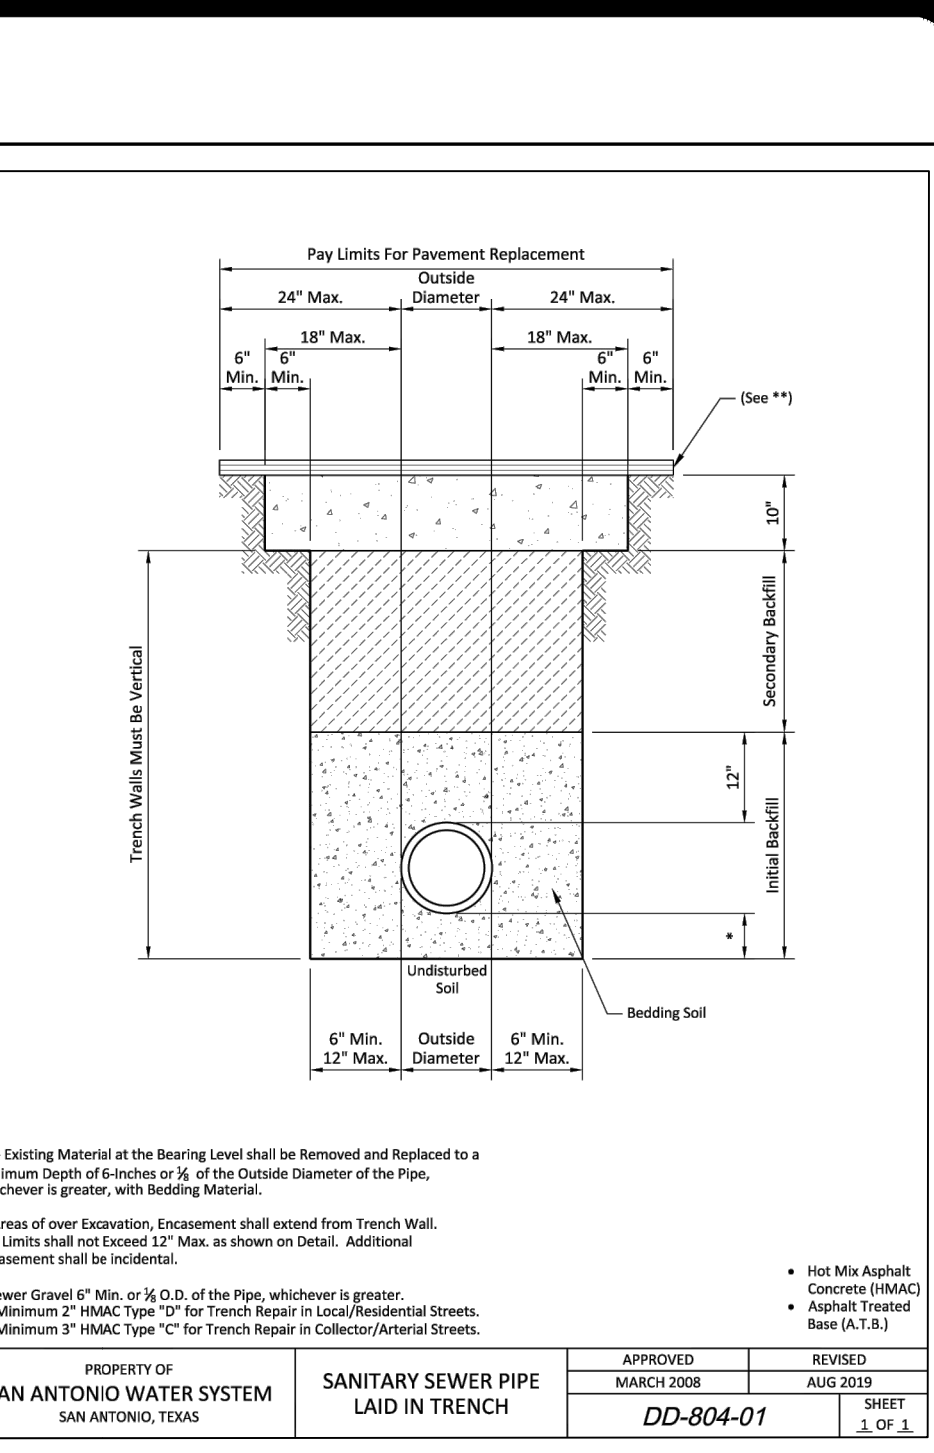 Pay Limits For Pavement Replacement
Outside
24" Max. Diameter 24" Max.
18" Max. 18" Max.
6" 6" 6" 6"
Min. Min. Min. Min.
(See **)
10"
Secondary Backfill
Trench Walls Must Be Vertical
12"
Initial Backfill
*
Undisturbed
Soil
Bedding Soil
6" Min. Outside 6" Min.
12" Max. Diameter 12" Max.
Existing Material at the Bearing Level shall be Removed and Replaced to a
Depth of 6-Inches or ⅛ of the Outside Diameter of the Pipe,
is greater, with Bedding Material.
of over Excavation, Encasement shall extend from Trench Wall.
Limits shall not Exceed 12" Max. as shown on Detail. Additional
shall be incidental.
Gravel 6" Min. or ⅛ O.D. of the Pipe, whichever is greater.
Minimum 2" HMAC Type "D" for Trench Repair in Local/Residential Streets.
Minimum 3" HMAC Type "C" for Trench Repair in Collector/Arterial Streets.
• Hot Mix Asphalt
Concrete (HMAC)
• Asphalt Treated
Base (A.T.B.)
PROPERTY OF
AN ANTONIO WATER SYSTEM
SAN ANTONIO, TEXAS
SANITARY SEWER PIPE
LAID IN TRENCH
APPROVED REVISED
MARCH 2008 AUG 2019
DD-804-01
SHEET
1 OF 1